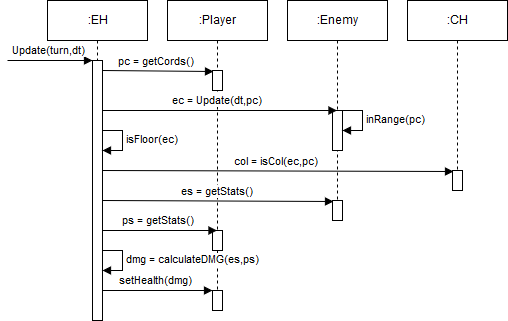 :EH :Player :Enemy :CH
Update(turn,dt)
pc = getCords()
ec = Update(dt,pc)
inRange(pc)
isFloor(ec)
col = isCol(ec,pc)
es = getStats()
ps = getStats()
dmg = calculateDMG(es,ps)
setHealth(dmg)